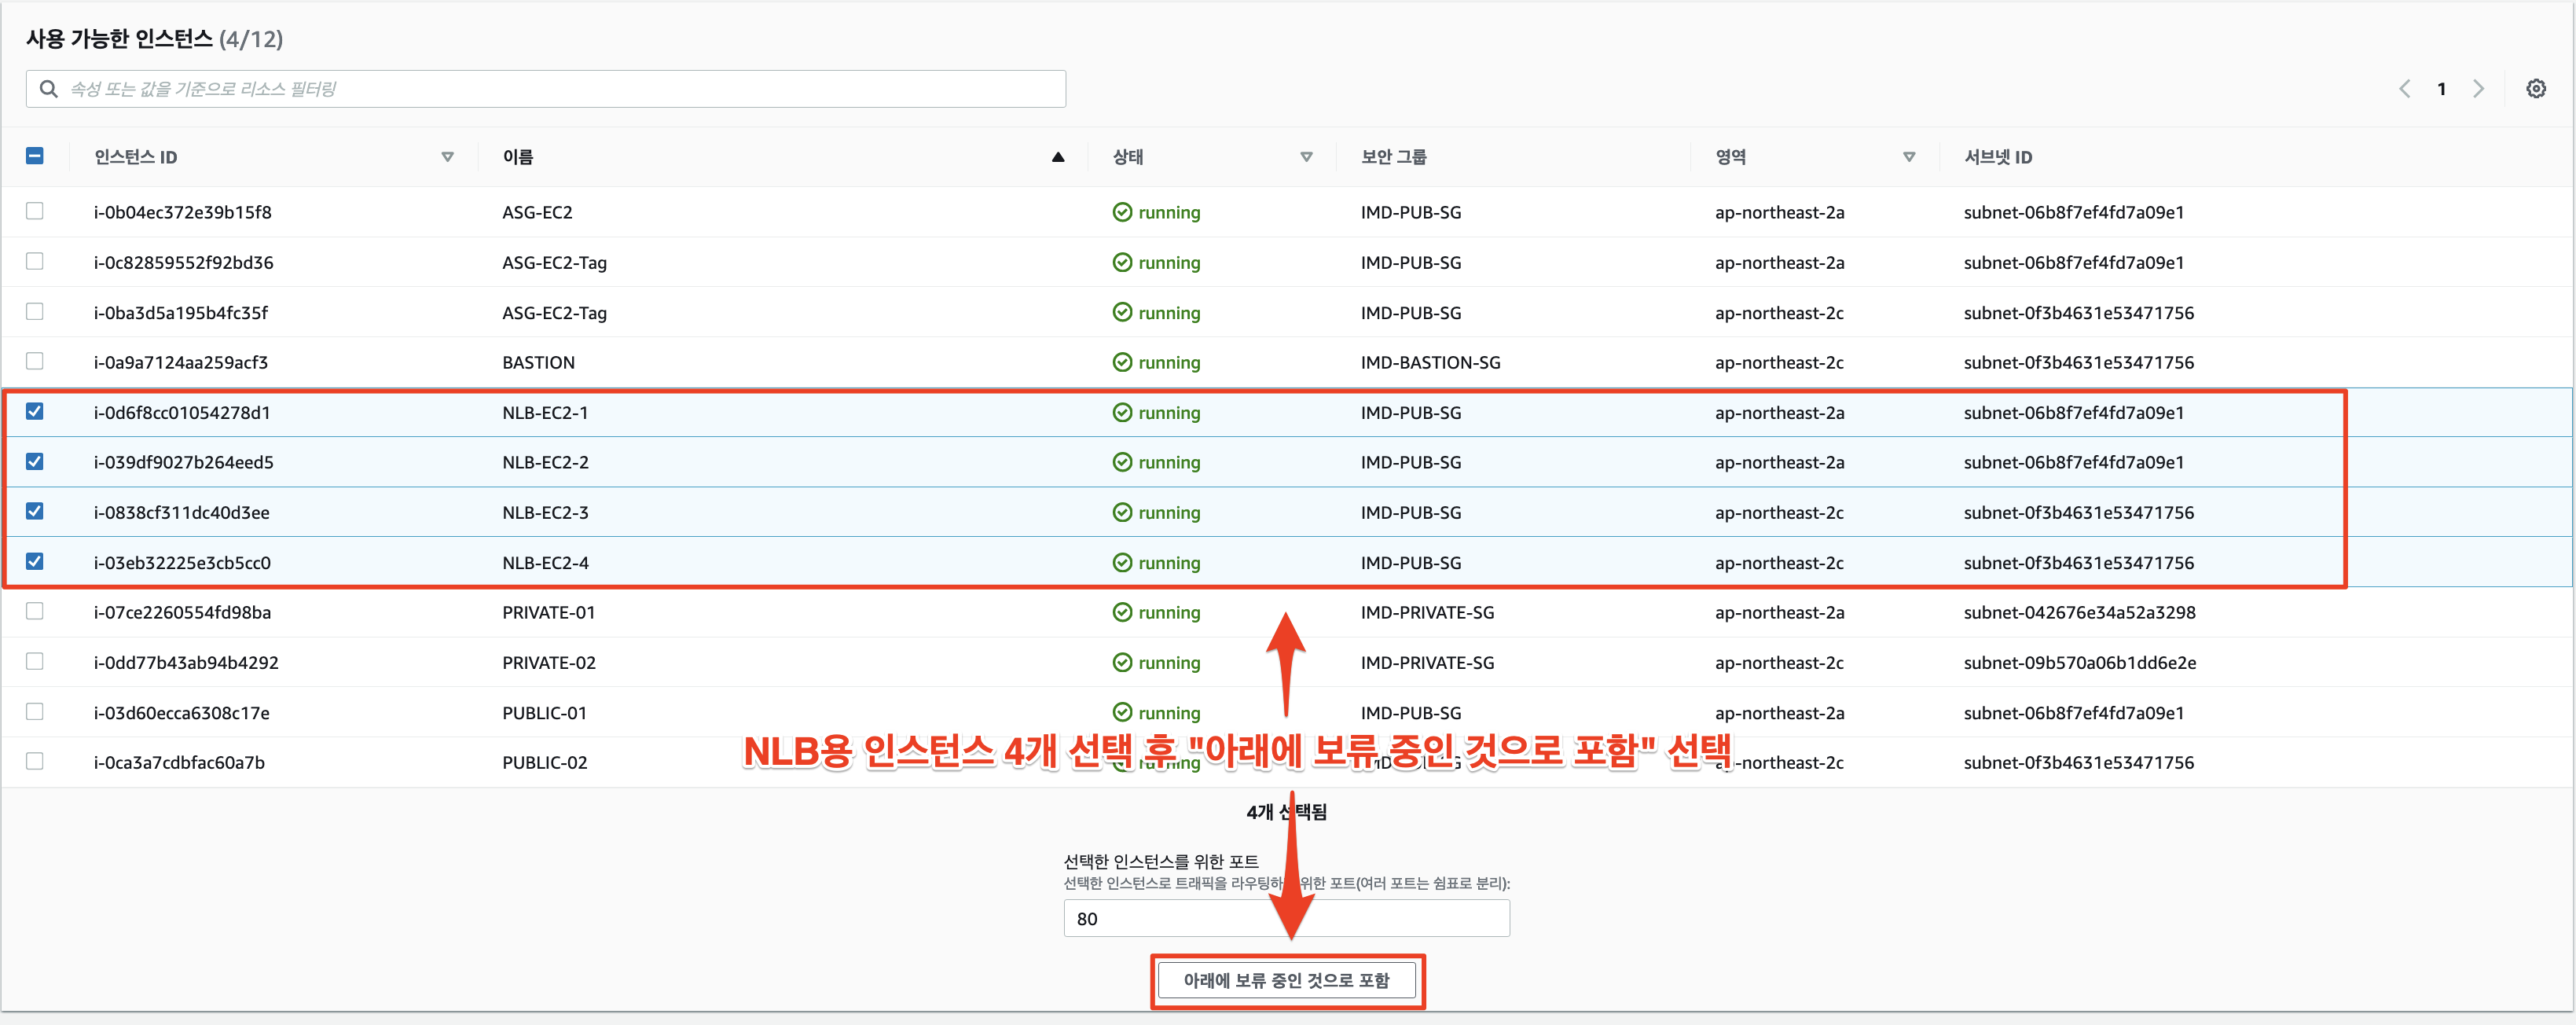 사용 가능한 인스턴스 (4/12)
속성 또는 값을 기준으로 리소스 필터링
1
인스턴스 ID 이름 상태 보안 그룹 영역 서브넷 ID
i-0b04ec372e39b15f8 ASG-EC2 running IMD-PUB-SG ap-northeast-2a subnet-06b8f7ef4fd7a09e1
i-0c82859552f92bd36 ASG-EC2-Tag running IMD-PUB-SG ap-northeast-2a subnet-06b8f7ef4fd7a09e1
i-0ba3d5a195b4fc35f ASG-EC2-Tag running IMD-PUB-SG ap-northeast-2c subnet-0f3b4631e53471756
i-0a9a7124aa259acf3 BASTION running IMD-BASTION-SG ap-northeast-2c subnet-0f3b4631e53471756
i-0d6f8cc01054278d1 NLB-EC2-1 running IMD-PUB-SG ap-northeast-2a subnet-06b8f7ef4fd7a09e1
i-039df9027b264eed5 NLB-EC2-2 running IMD-PUB-SG ap-northeast-2a subnet-06b8f7ef4fd7a09e1
i-0838cf311dc40d3ee NLB-EC2-3 running IMD-PUB-SG ap-northeast-2c subnet-0f3b4631e53471756
i-03eb32225e3cb5cc0 NLB-EC2-4 running IMD-PUB-SG ap-northeast-2c subnet-0f3b4631e53471756
i-07ce2260554fd98ba PRIVATE-01 running IMD-PRIVATE-SG ap-northeast-2a subnet-042676e34a52a3298
i-0dd77b43ab94b4292 PRIVATE-02 running IMD-PRIVATE-SG ap-northeast-2c subnet-09b570a06b1dd6e2e
i-03d60ecca6308c17e PUBLIC-01 running IMD-PUB-SG ap-northeast-2a subnet-06b8f7ef4fd7a09e1
NLB용 인스턴스 4개 선택 후 "아래에 보류 중인 것으로 포함" 선택
i-0ca3a7cdbfac60a7b PUBLIC-02 ap-northeast-2c subnet-0f3b4631e53471756
4개 선택됨
선택한 인스턴스를 위한 포트
선택한 인스턴스로 트래픽을 라우팅하 위한 포트(여러 포트는 쉼표로 분리):
80
아래에 보류 중인 것으로 포함